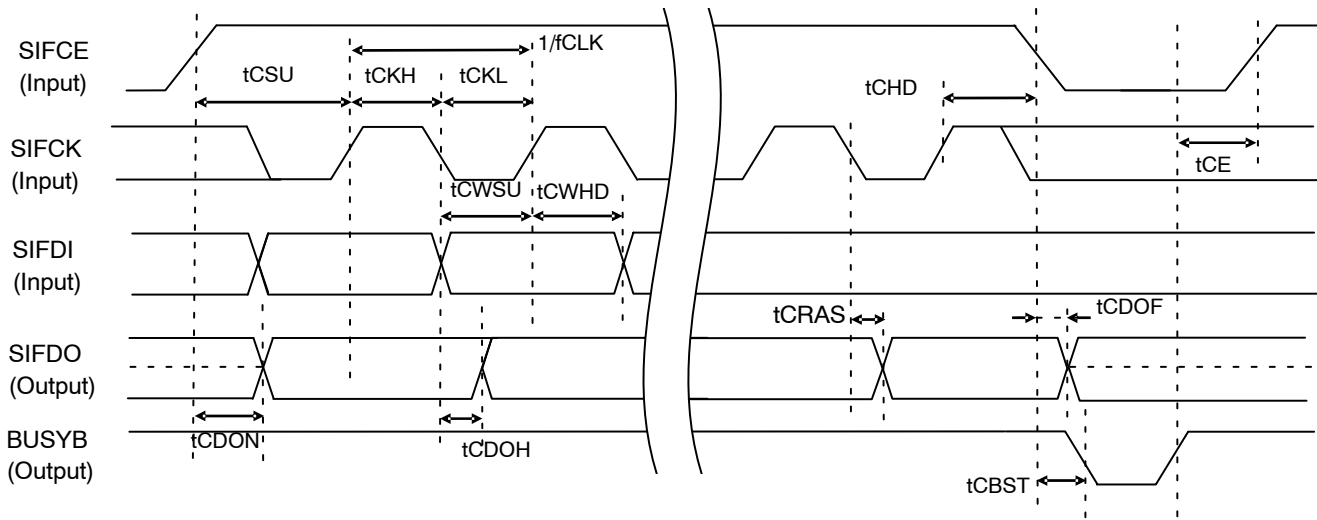 SIFCE
(Input)
1/fCLK
tCSU
tCKH
tCKL
tCHD
SIFCK
(Input)
tCE
tCWSU
tCWHD
SIFDI
(Input)
tCRAS
tCDOF
SIFDO
(Output)
BUSYB
(Output)
tCDON
tCDOH
tCBST